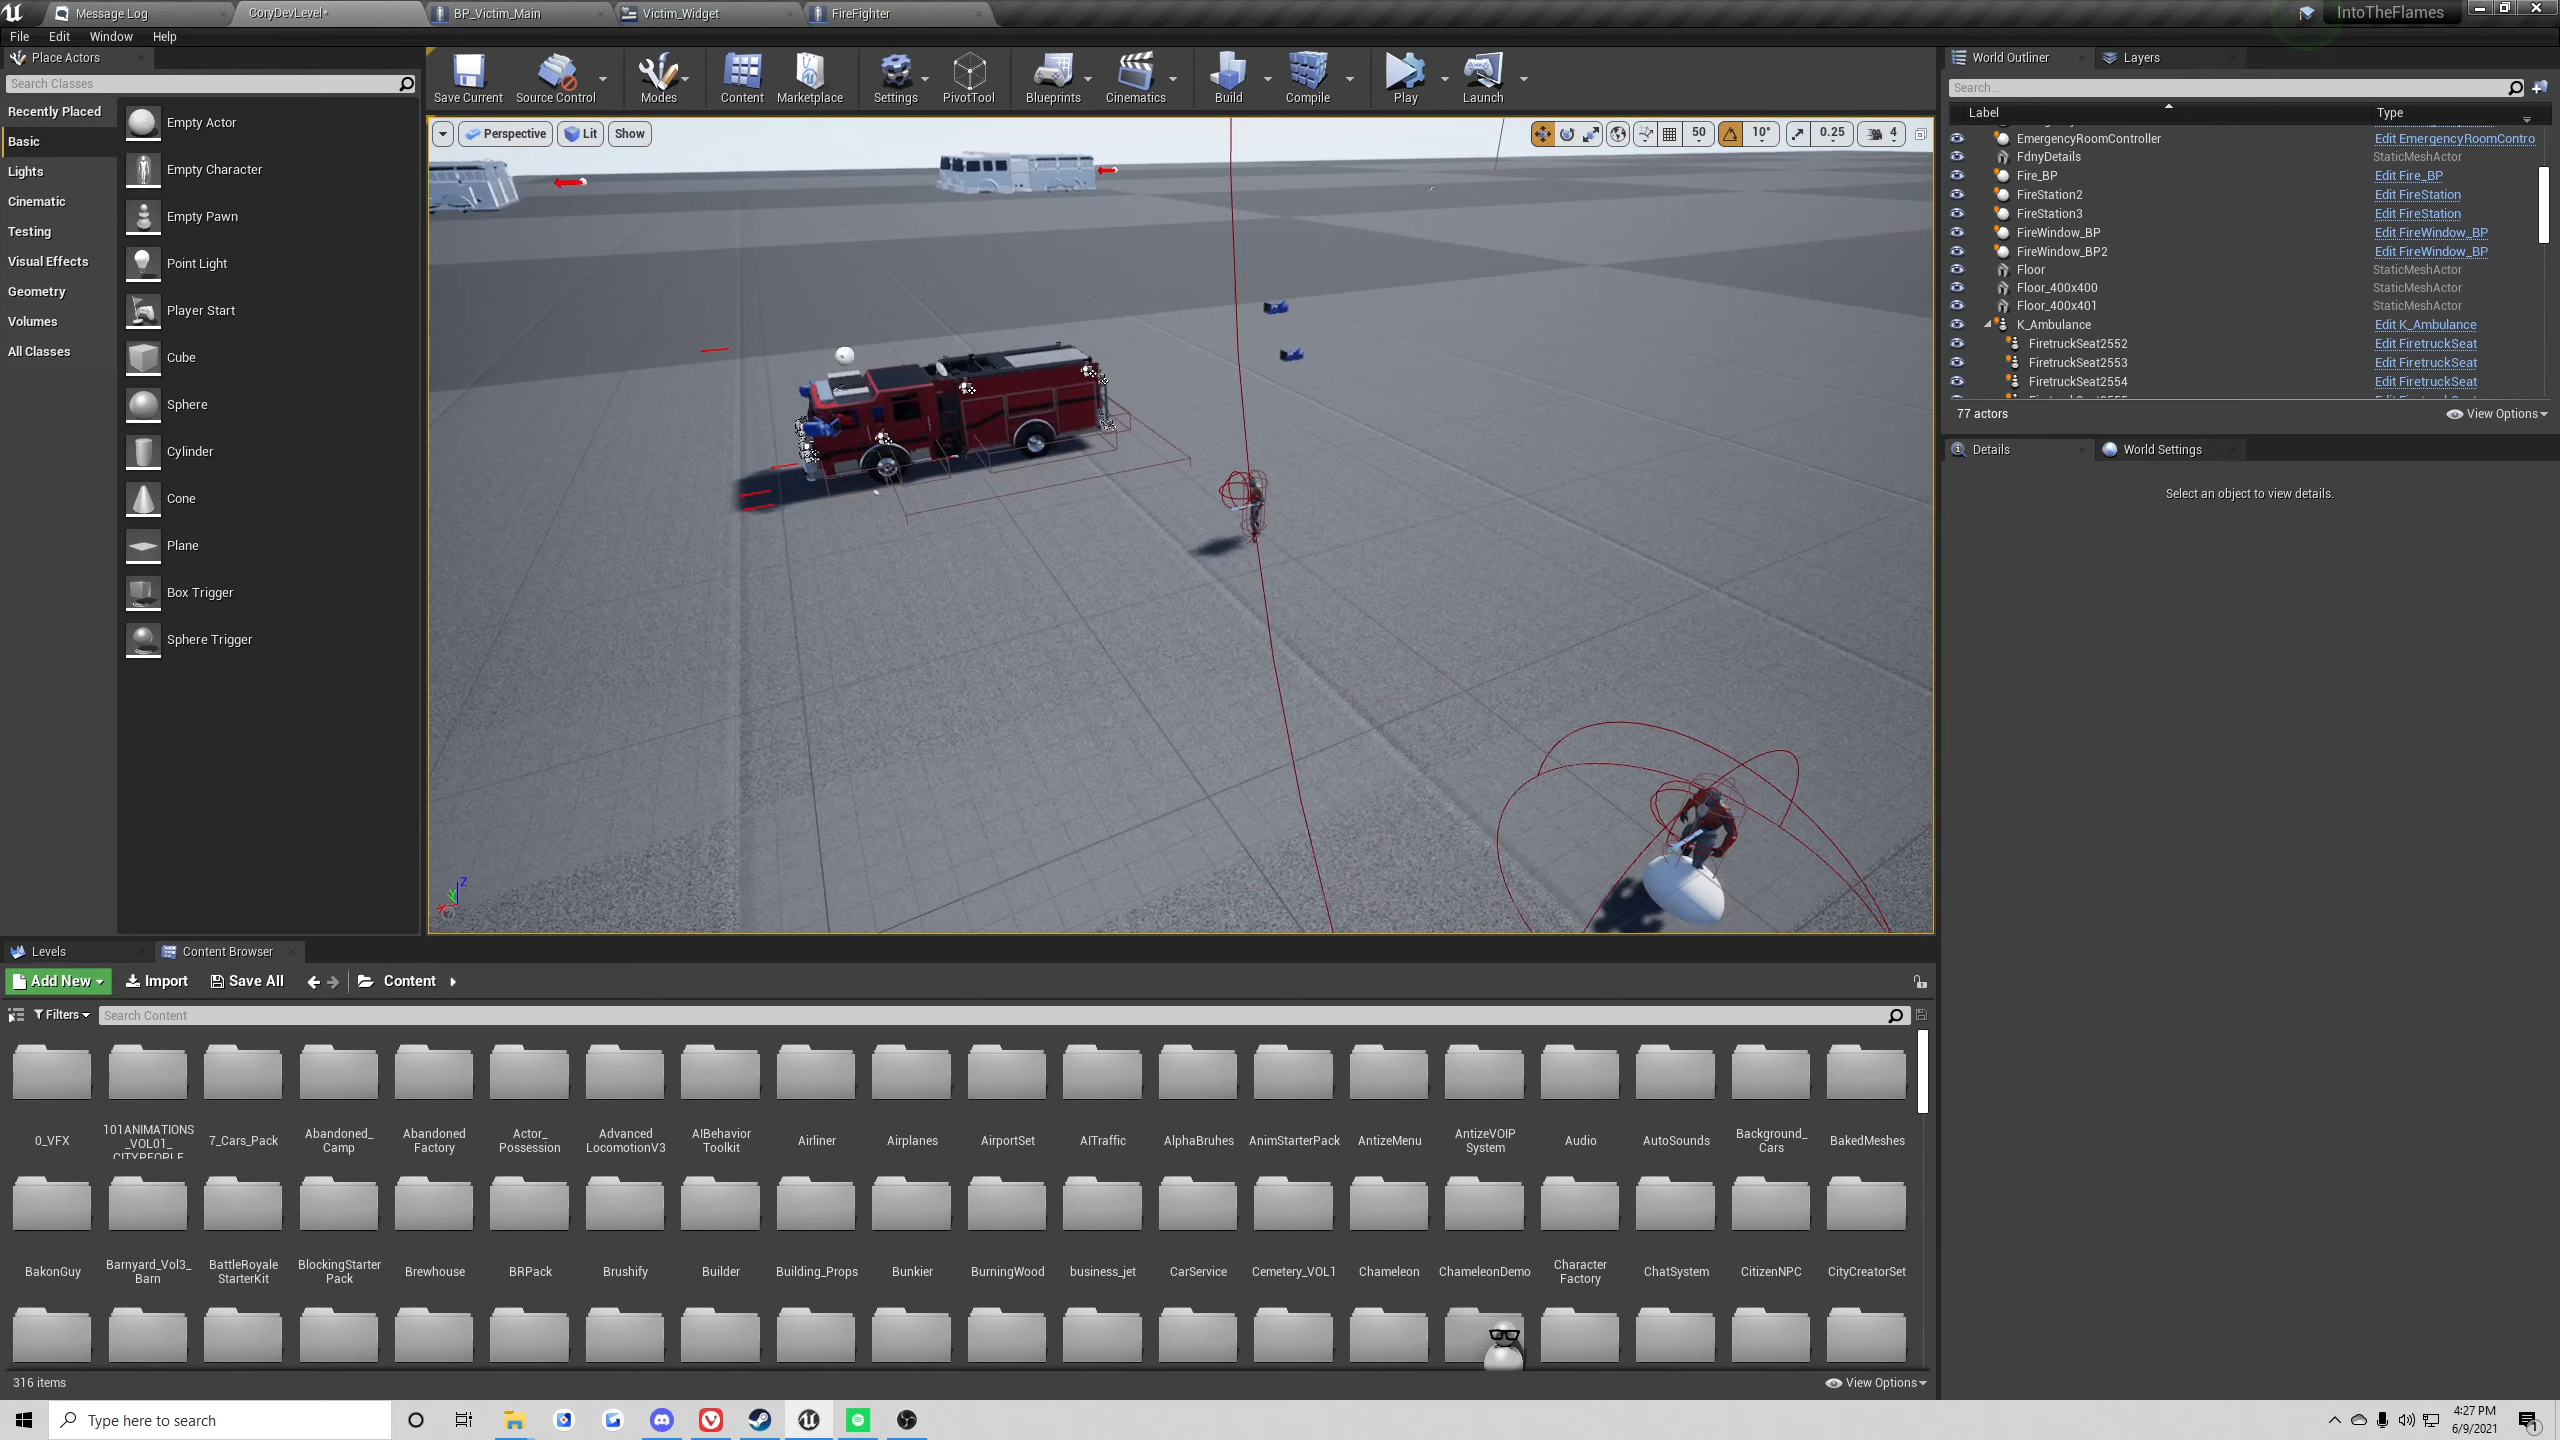 Message Log
CoryDevLevel*
BP_Victim_Main
Victim_Widget
FireFighter
IntoTheFlames
File
Edit
Window
Help
Place Actors
Search Classes
Recently Placed
Basic
Lights
Cinematic
Testing
Visual Effects
Geometry
Volumes
All Classes
Empty Actor
Empty Character
Empty Pawn
Point Light
Player Start
Cube
Sphere
Cylinder
Cone
Plane
Box Trigger
Sphere Trigger
Save Current
Source Control
Modes
Content
Marketplace
Settings
PivotTool
Blueprints
Cinematics
Build
Compile
Play
Launch
Perspective
Lit
Show
50
10°
0.25
4
Z
World Outliner
Layers
Search...
Label
Type
EmergencyRoomController Edit EmergencyRoomContro
FdnyDetails StaticMeshActor
Fire_BP Edit Fire_BP
FireStation2 Edit FireStation
FireStation3 Edit FireStation
FireWindow_BP Edit FireWindow_BP
FireWindow_BP2 Edit FireWindow_BP
Floor StaticMeshActor
Floor_400x400 StaticMeshActor
Floor_400x401 StaticMeshActor
K_Ambulance Edit K_Ambulance
FiretruckSeat2552 Edit FiretruckSeat
FiretruckSeat2553 Edit FiretruckSeat
FiretruckSeat2554 Edit FiretruckSeat
77 actors
View Options
Details
World Settings
Select an object to view details.
Levels
Content Browser
Add New
Import
Save All
Content
Filters
Search Content
0_VFX
101ANIMATIONS
_VOL01_
CITYPEOPLE
7_Cars_Pack
Abandoned_
Camp
Abandoned
Factory
Actor_
Possession
Advanced
LocomotionV3
AIBehavior
Toolkit
Airliner
Airplanes
AirportSet
AITraffic
AlphaBruhes
AnimStarterPack
AntizeMenu
AntizeVOIP
System
Audio
AutoSounds
Background_
Cars
BakedMeshes
BakonGuy
Barnyard_Vol3_
Barn
BattleRoyale
StarterKit
BlockingStarter
Pack
Brewhouse
BRPack
Brushify
Builder
Building_Props
Bunkier
BurningWood
business_jet
CarService
Cemetery_VOL1
Chameleon
ChameleonDemo
Character
Factory
ChatSystem
CitizenNPC
CityCreatorSet
316 items
View Options
Type here to search
4:27 PM
6/9/2021
1